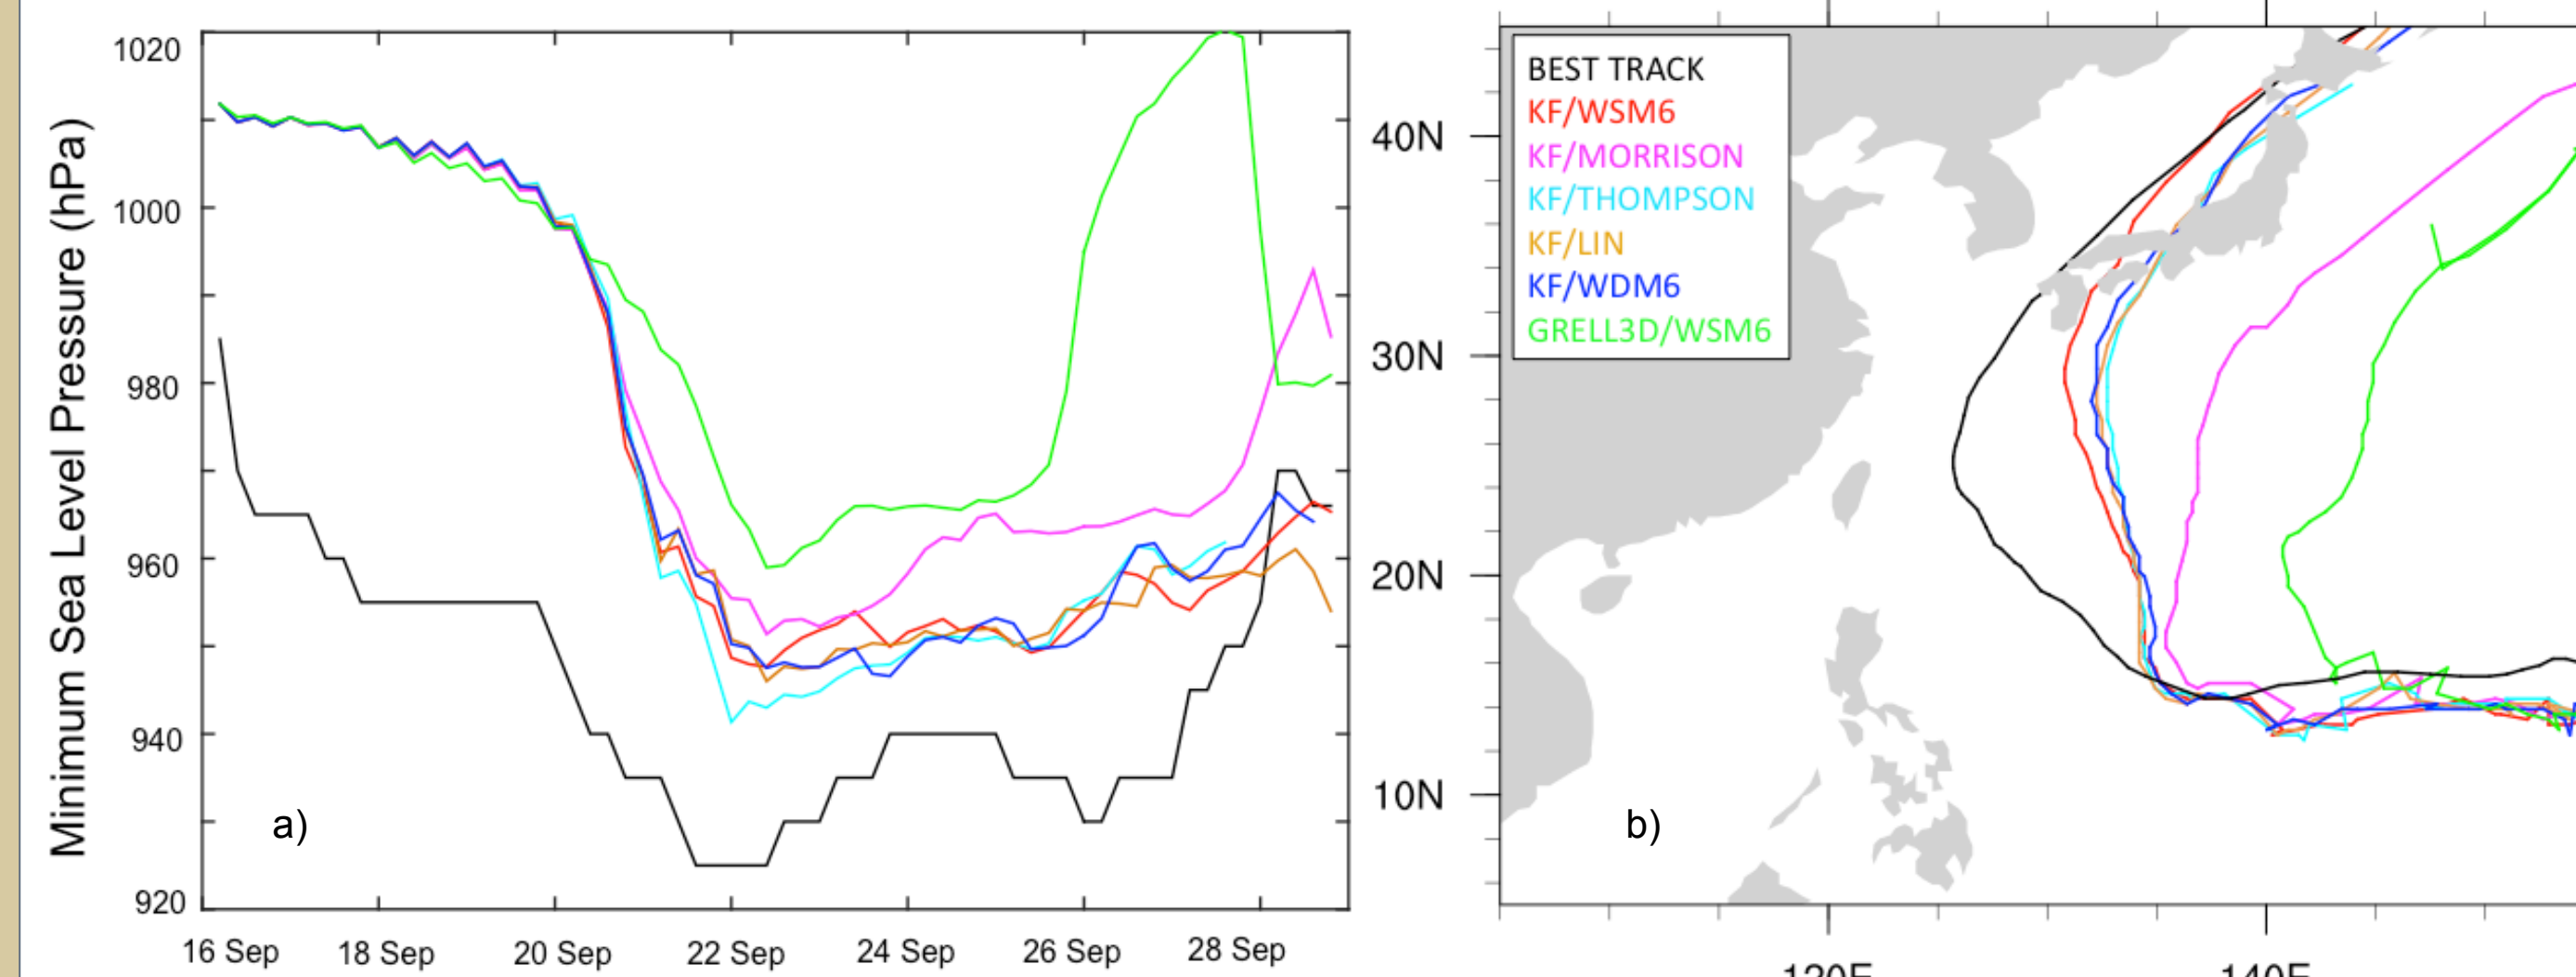 Minimum Sea Level Pressure (hPa)
1020
1000
980
960
940
920
a)
16 Sep
18 Sep
20 Sep
22 Sep
24 Sep
26 Sep
28 Sep
BEST TRACK
KF/WSM6
KF/MORRISON
KF/THOMPSON
KF/LIN
KF/WDM6
GRELL3D/WSM6
40N
30N
20N
10N
b)
120E
140E